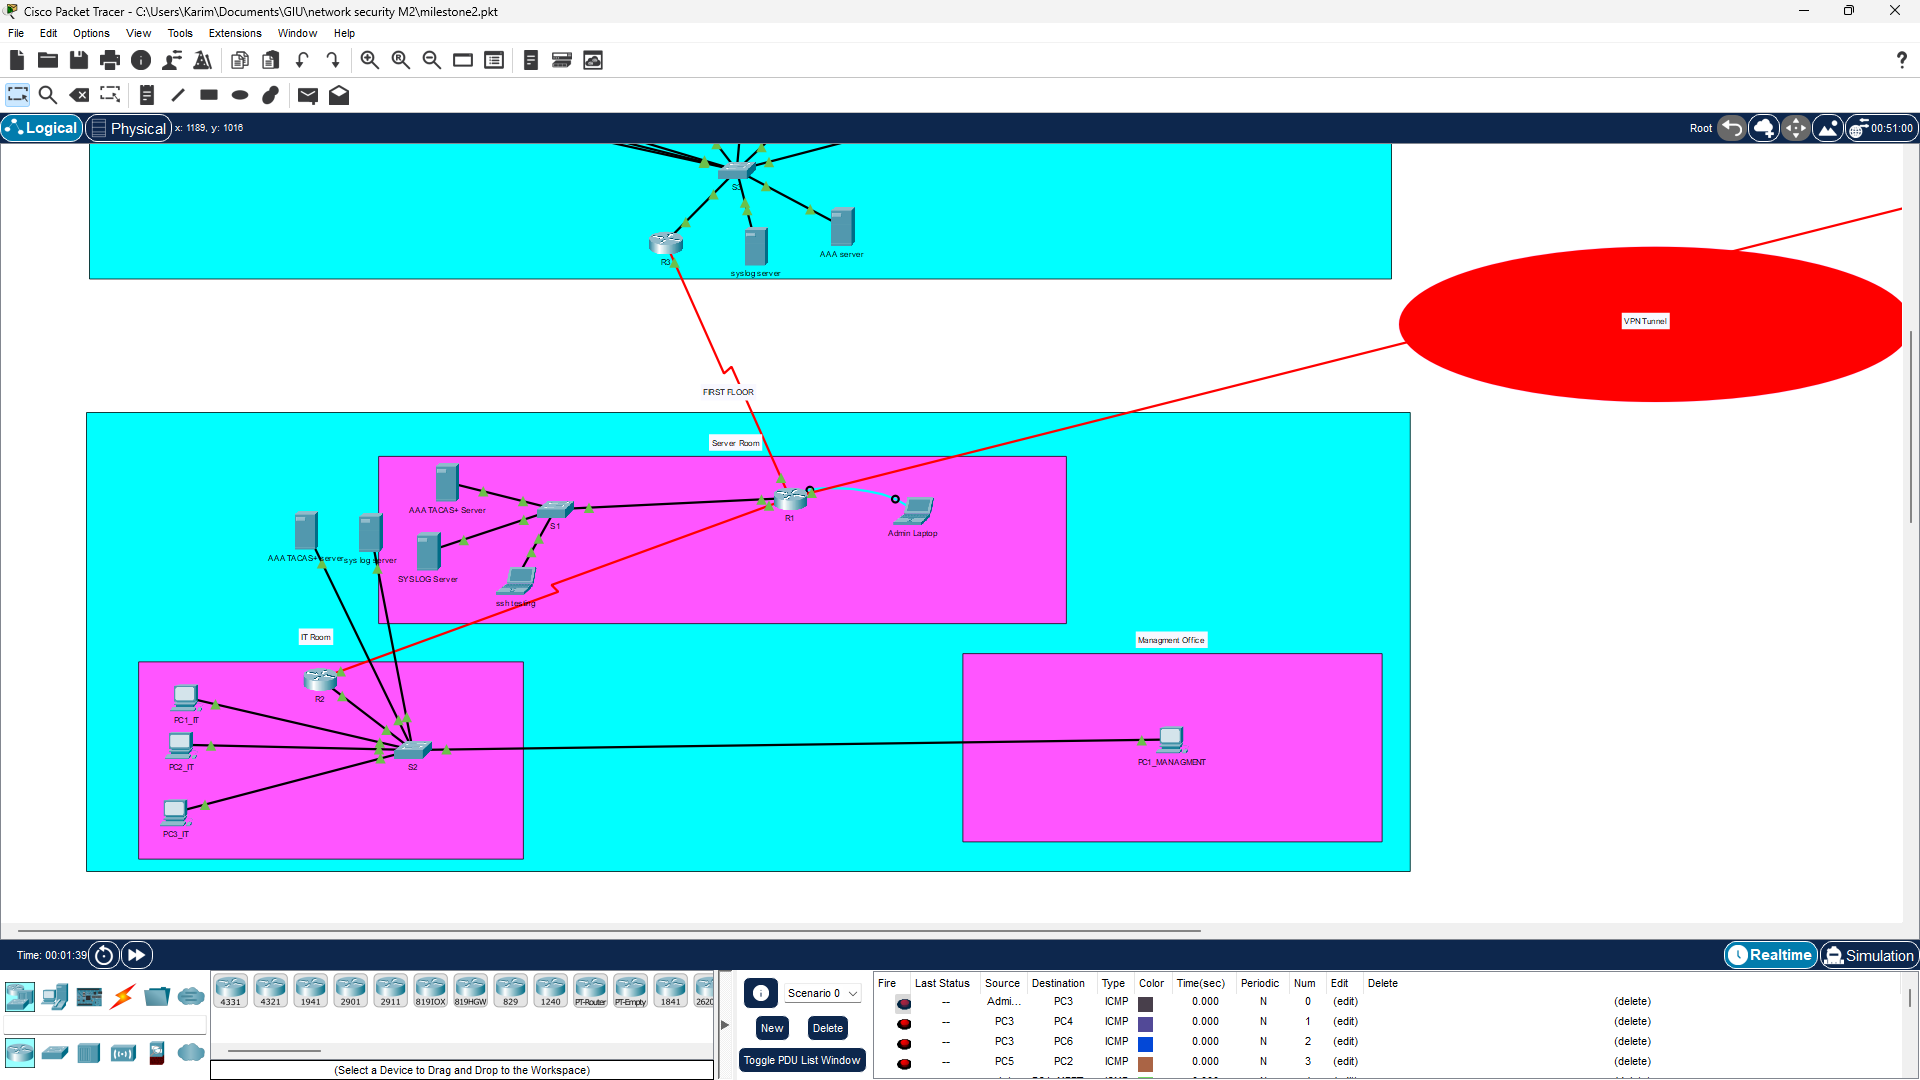 Cisco Packet Tracer - C:\Users\Karim\Documents\GIU\network security M2\milestone2.pkt
File Edit Options View Tools Extensions Window Help
?
Logical Physical x: 1189, y: 1016 Root 00:51:00
S3
R3
syslog server
AAA server
VPN Tunnel
FIRST FLOOR
Server Room
AAA TACAS+ Server
S1
R1
Admin Laptop
AAA TACAS+ server
sys log server
SYSLOG Server
ssh testing
IT Room
Managment Office
R2
PC1_IT
PC2_IT
S2
PC3_IT
PC1_MANAGMENT
Time: 00:01:39 Realtime Simulation
4331 4321 1941 2901 2911 819IOX 819HGW 829 1240 PT-Router PT-Empty 1841 2620
(Select a Device to Drag and Drop to the Workspace)
Scenario 0
New Delete
Toggle PDU List Window
Fire Last Status Source Destination Type Color Time(sec) Periodic Num Edit Delete
-- Admi... PC3 ICMP 0.000 N 0 (edit) (delete)
-- PC3 PC4 ICMP 0.000 N 1 (edit) (delete)
-- PC3 PC6 ICMP 0.000 N 2 (edit) (delete)
-- PC5 PC2 ICMP 0.000 N 3 (edit) (delete)